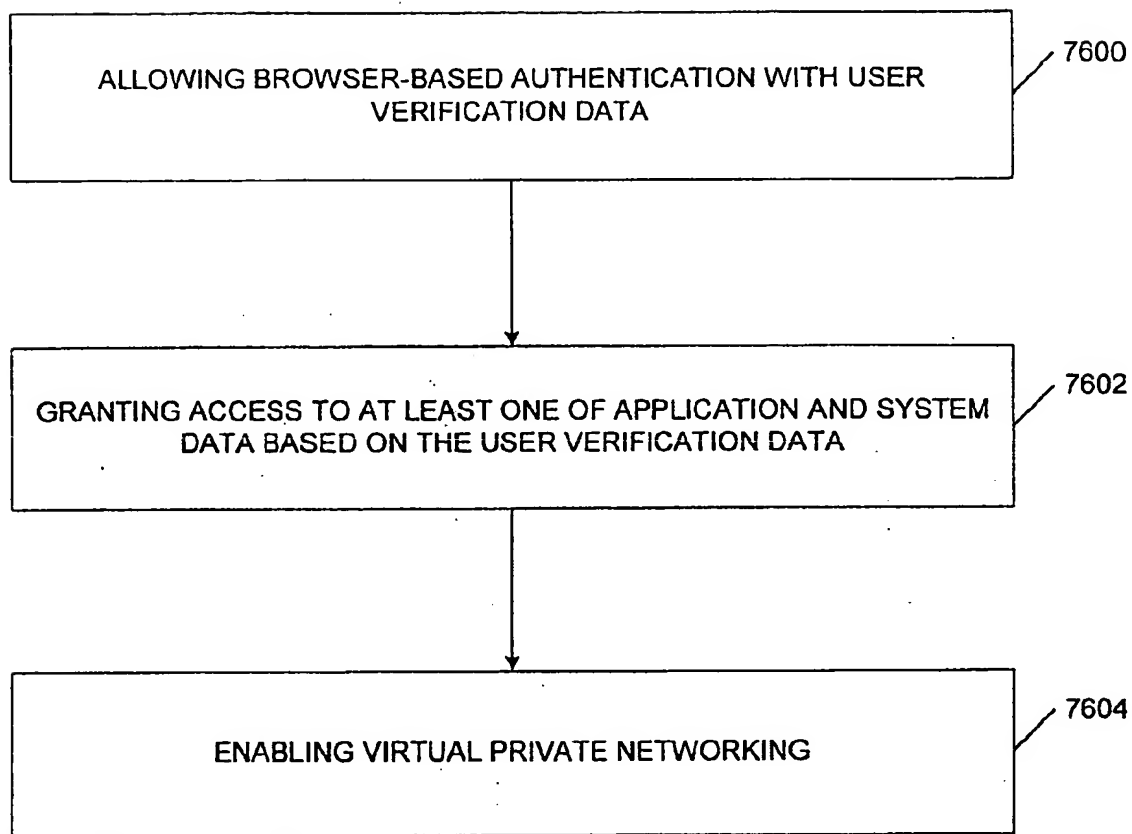 ALLOWING BROWSER-BASED AUTHENTICATION WITH USER
VERIFICATION DATA
7600
GRANTING ACCESS TO AT LEAST ONE OF APPLICATION AND SYSTEM
DATA BASED ON THE USER VERIFICATION DATA
7602
ENABLING VIRTUAL PRIVATE NETWORKING
7604